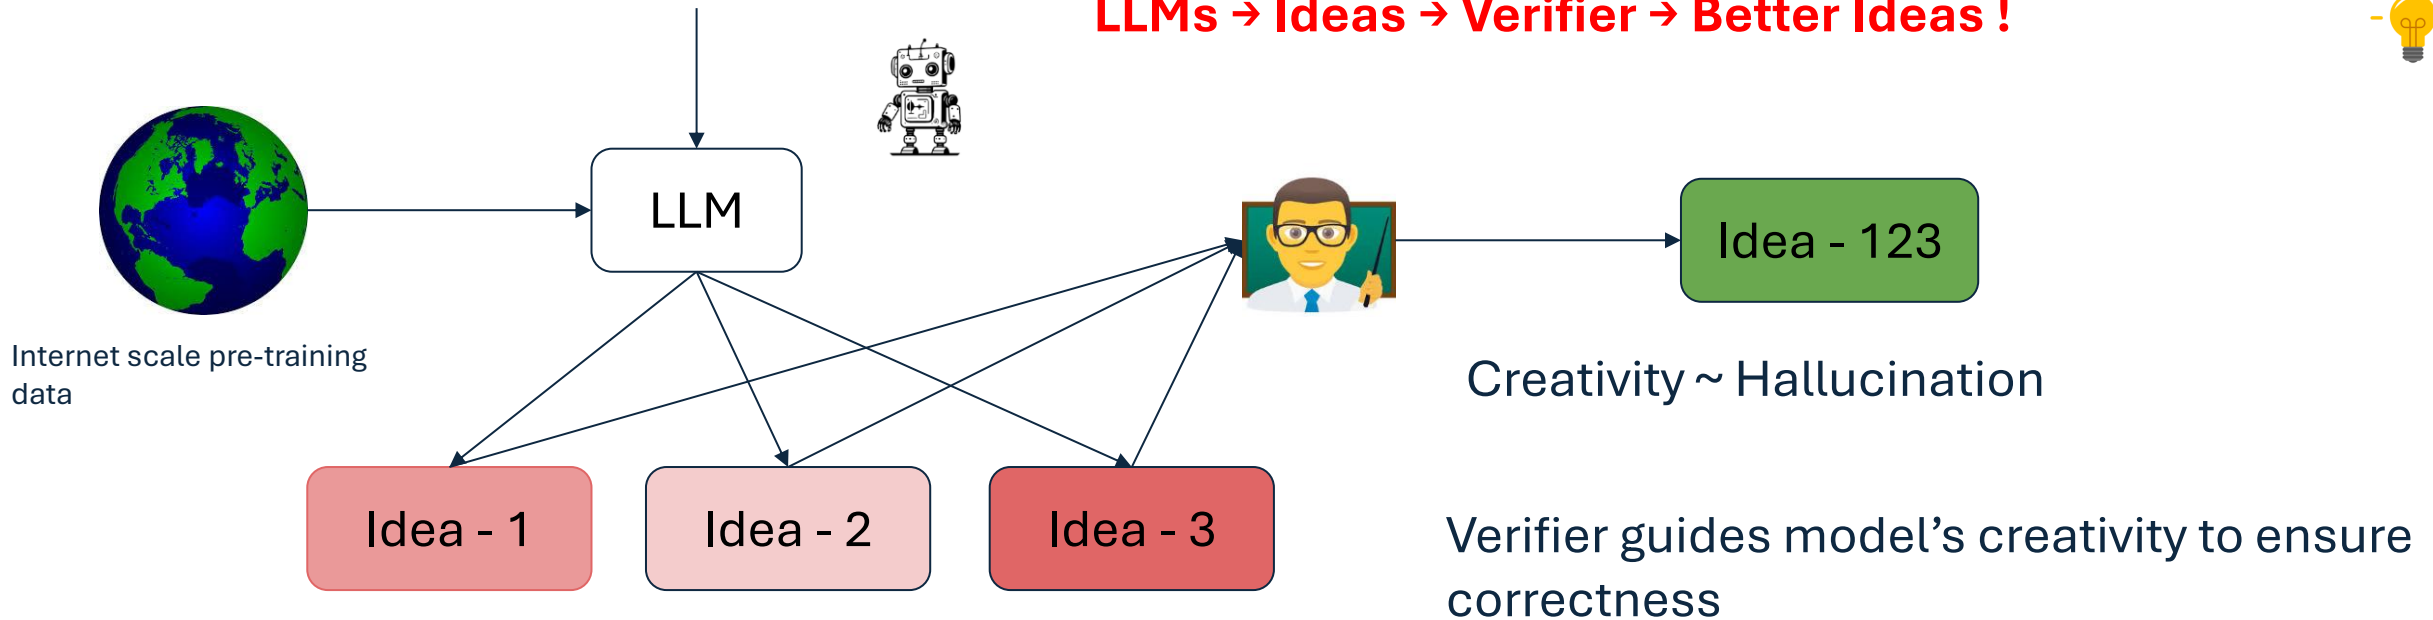 LLMs → Ideas → Verifier → Better Ideas !
LLM
Idea - 123
Internet scale pre-training
data
Creativity ~ Hallucination
Idea - 1
Idea - 2
Idea - 3
Verifier guides model’s creativity to ensure
correctness